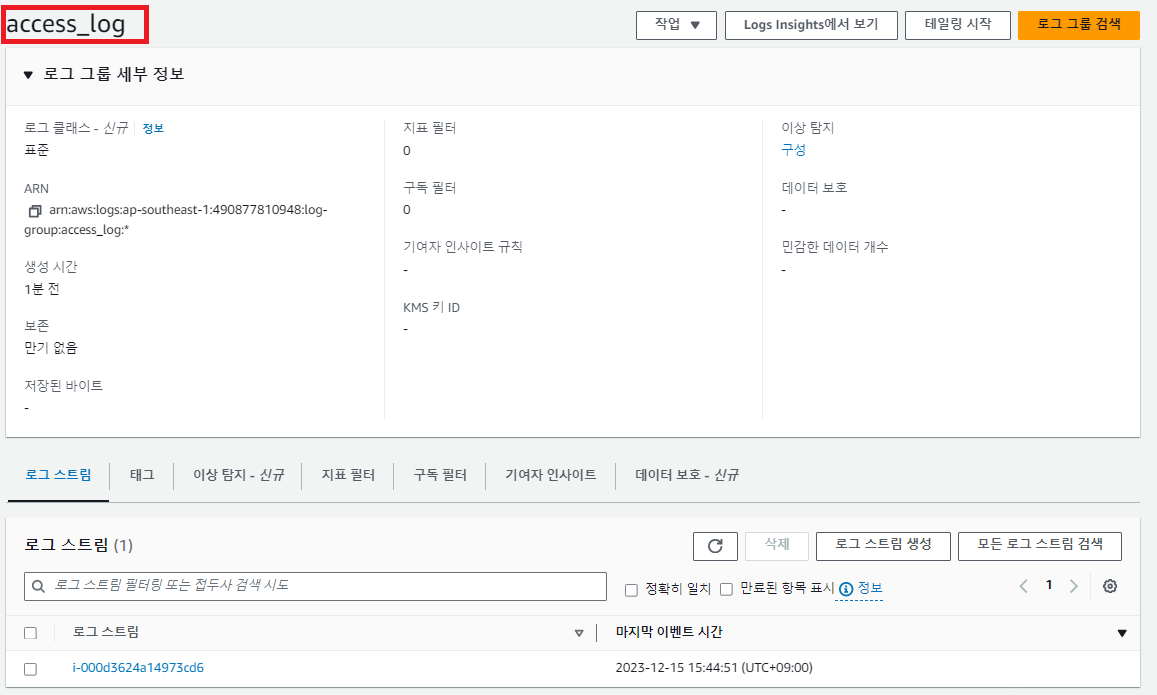 access_log
작업 ▼
Logs Insights에서 보기
테일링 시작
로그 그룹 검색
▼ 로그 그룹 세부 정보
로그 클래스 - 신규
정보
표준
ARN
arn:aws:logs:ap-southeast-1:490877810948:log-
group:access_log:*
생성 시간
1분 전
보존
만기 없음
저장된 바이트
-
지표 필터
0
구독 필터
0
기여자 인사이트 규칙
-
KMS 키 ID
-
이상 탐지
구성
데이터 보호
-
민감한 데이터 개수
-
로그 스트림
태그
이상 탐지 - 신규
지표 필터
구독 필터
기여자 인사이트
데이터 보호 - 신규
로그 스트림 (1)
삭제
로그 스트림 생성
모든 로그 스트림 검색
로그 스트림 필터링 또는 접두사 검색 시도
정확히 일치
만료된 항목 표시
정보
1
로그 스트림
마지막 이벤트 시간
i-000d3624a14973cd6
2023-12-15 15:44:51 (UTC+09:00)